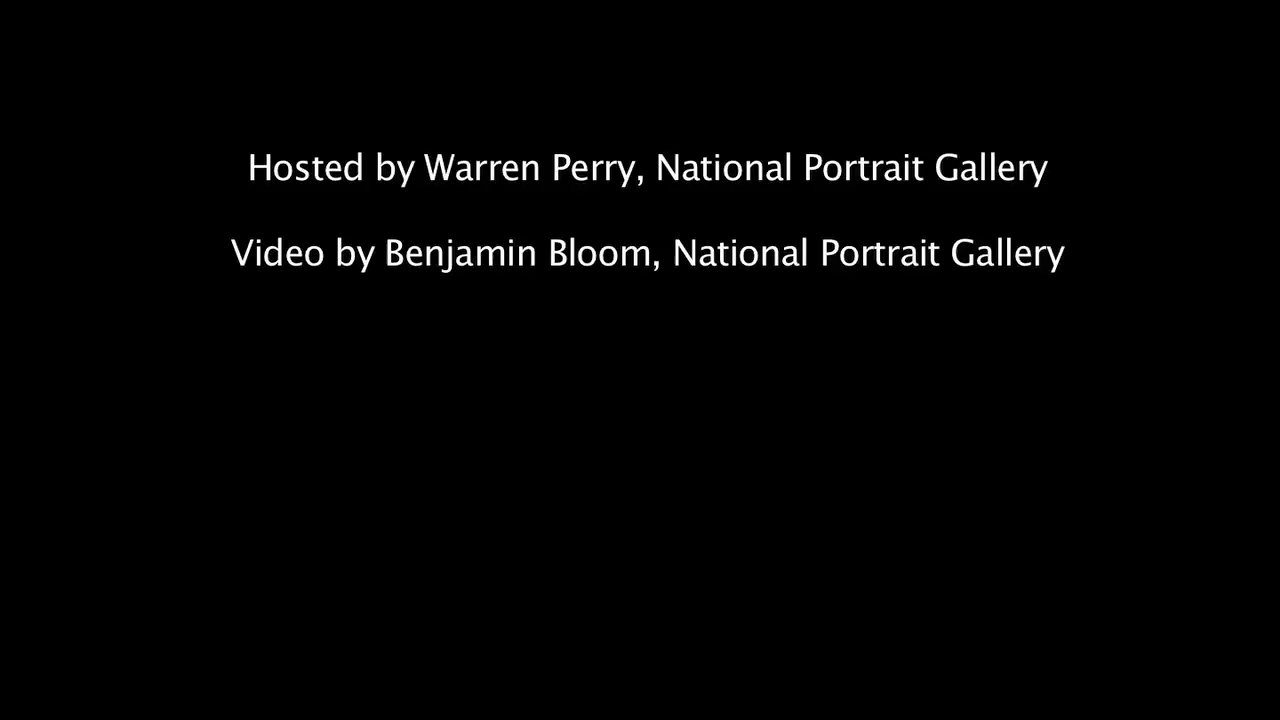 Hosted by Warren Perry, National Portrait Gallery
Video by Benjamin Bloom, National Portrait Gallery